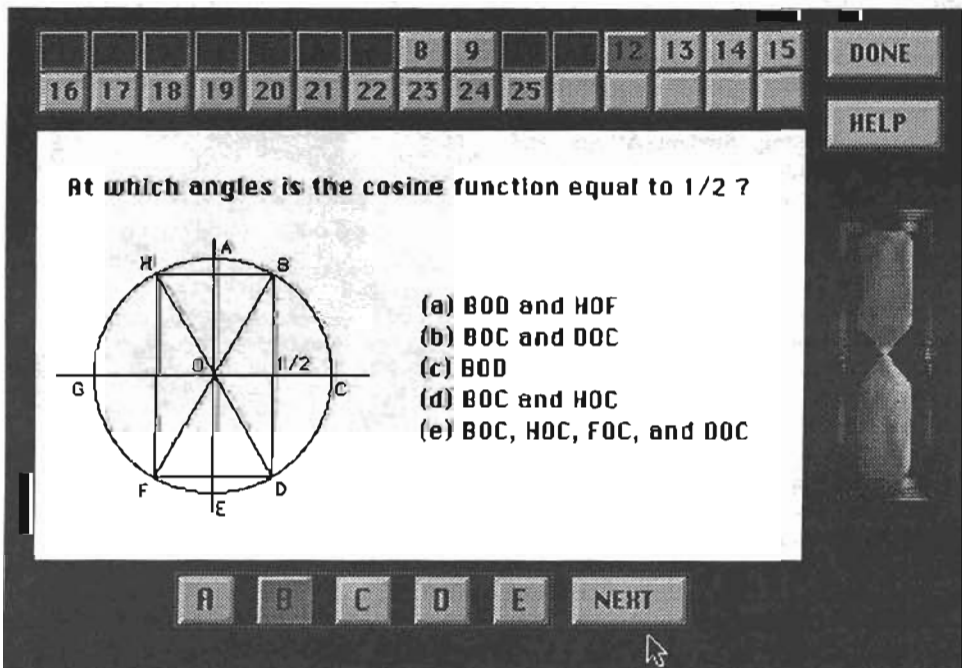 8 9 12 13 14 15 DONE
16 17 18 19 20 21 22 23 24 25
HELP
At which angles is the cosine function equal to 1/2 ?
A
H B
(a) BOD and HOF
(b) BOC and DOC
O 1/2
(c) BOD
G C
(d) BOC and HOC
(e) BOC, HOC, FOC, and DOC
F D
E
A B C D E NEXT